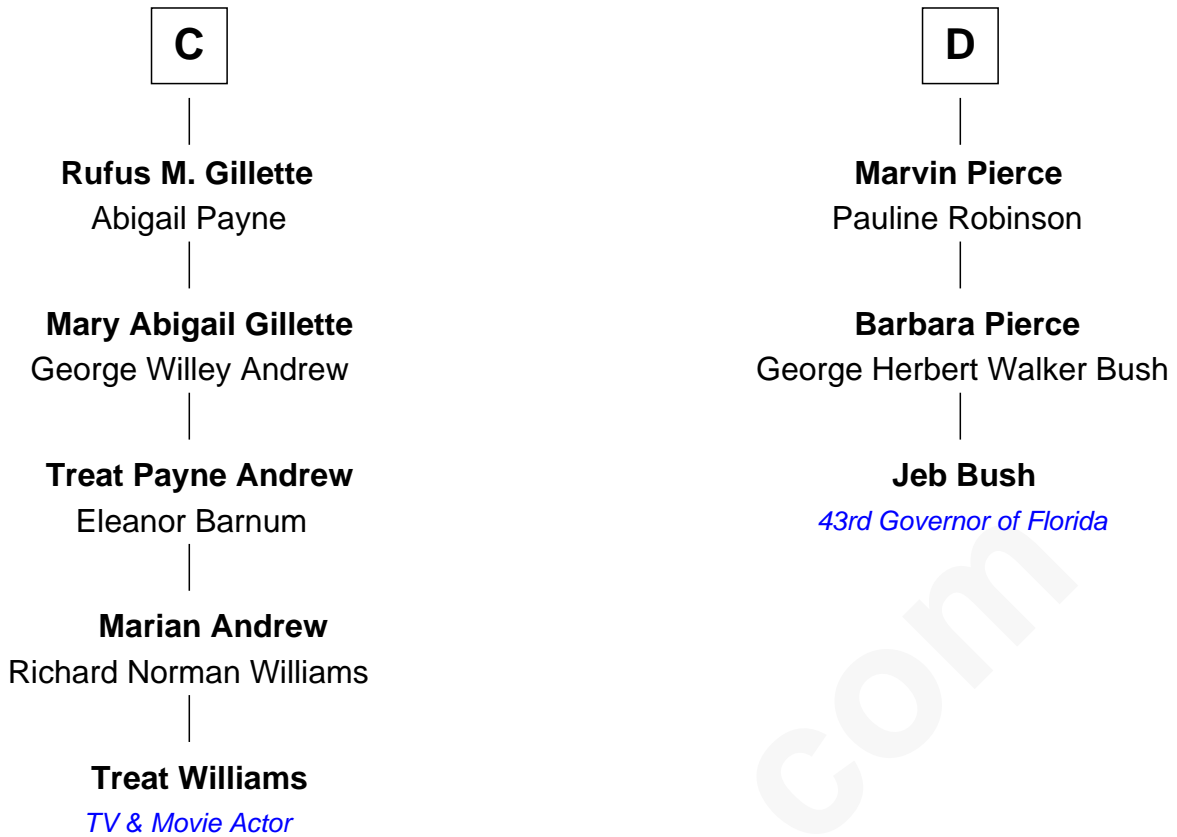 C
Rufus M. Gillette
Abigail Payne
Mary Abigail Gillette
George Willey Andrew
Treat Payne Andrew
Eleanor Barnum
Marian Andrew
Richard Norman Williams
Treat Williams
TV & Movie Actor
D
Marvin Pierce
Pauline Robinson
Barbara Pierce
George Herbert Walker Bush
Jeb Bush
43rd Governor of Florida
com